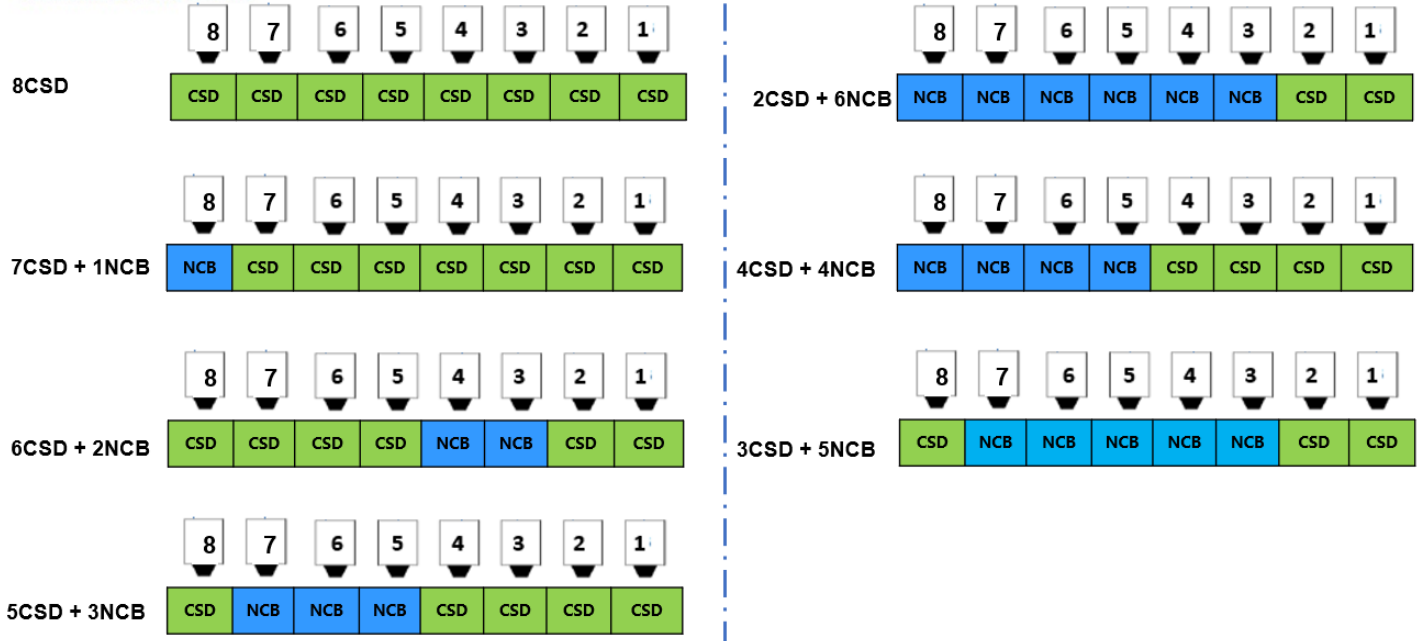 8 7 6 5 4 3 2 1
8CSD CSD CSD CSD CSD CSD CSD CSD CSD
8 7 6 5 4 3 2 1
7CSD + 1NCB NCB CSD CSD CSD CSD CSD CSD CSD
8 7 6 5 4 3 2 1
6CSD + 2NCB CSD CSD CSD CSD NCB NCB CSD CSD
8 7 6 5 4 3 2 1
5CSD + 3NCB CSD NCB NCB NCB CSD CSD CSD CSD
8 7 6 5 4 3 2 1
2CSD + 6NCB NCB NCB NCB NCB NCB NCB CSD CSD
8 7 6 5 4 3 2 1
4CSD + 4NCB NCB NCB NCB NCB CSD CSD CSD CSD
8 7 6 5 4 3 2 1
3CSD + 5NCB CSD NCB NCB NCB NCB NCB CSD CSD